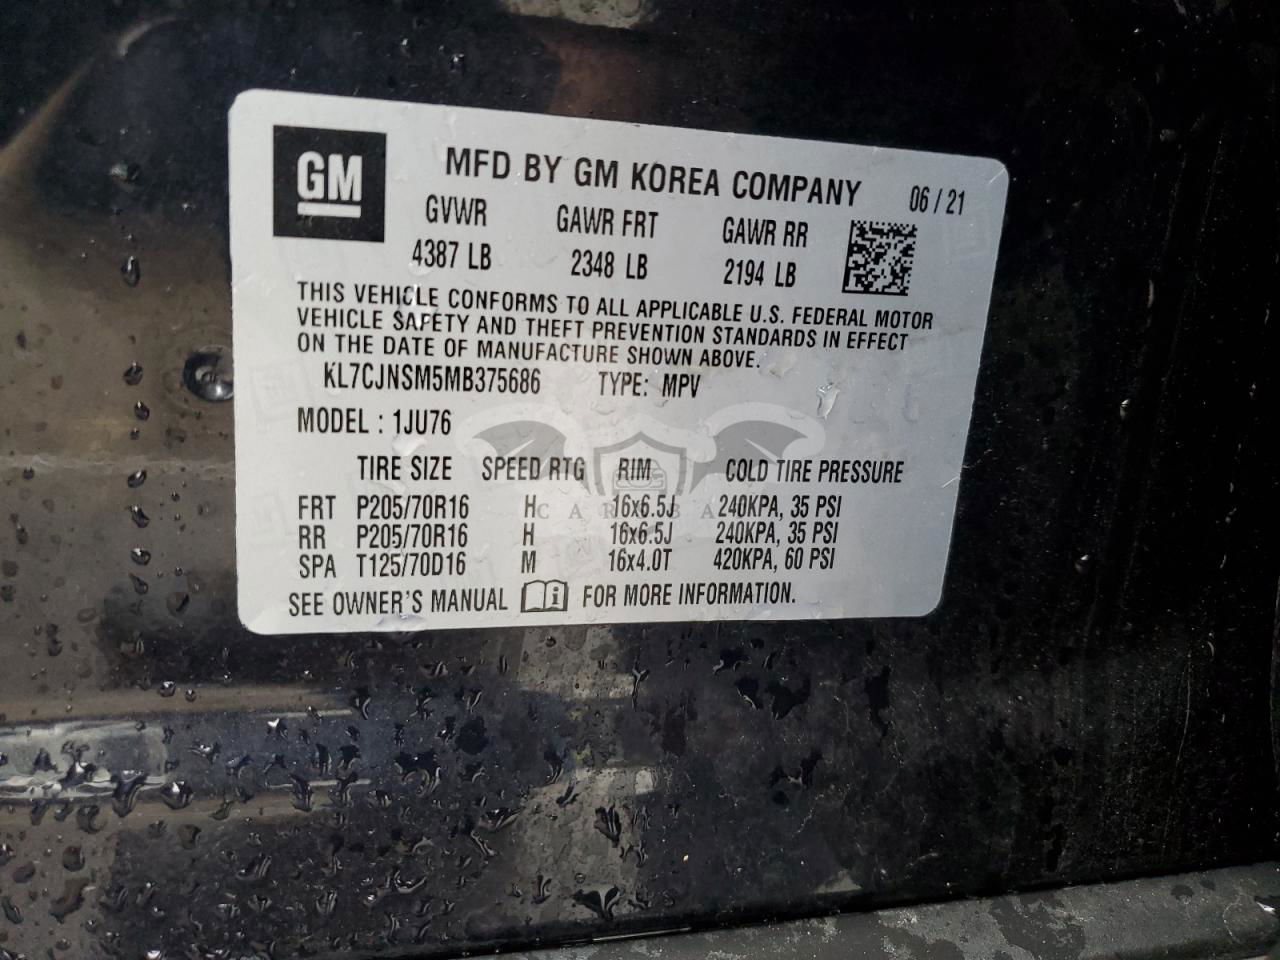 GM
MFD BY GM KOREA COMPANY 06 / 21
GVWR GAWR FRT GAWR RR
4387 LB 2348 LB 2194 LB
THIS VEHICLE CONFORMS TO ALL APPLICABLE U.S. FEDERAL MOTOR
VEHICLE SAFETY AND THEFT PREVENTION STANDARDS IN EFFECT
ON THE DATE OF MANUFACTURE SHOWN ABOVE.
KL7CJNSM5MB375686 TYPE: MPV
MODEL : 1JU76
TIRE SIZE SPEED RTG RIM COLD TIRE PRESSURE
FRT P205/70R16 H 16x6.5J 240KPA, 35 PSI
RR P205/70R16 H 16x6.5J 240KPA, 35 PSI
SPA T125/70D16 M 16x4.0T 420KPA, 60 PSI
SEE OWNER'S MANUAL i FOR MORE INFORMATION.